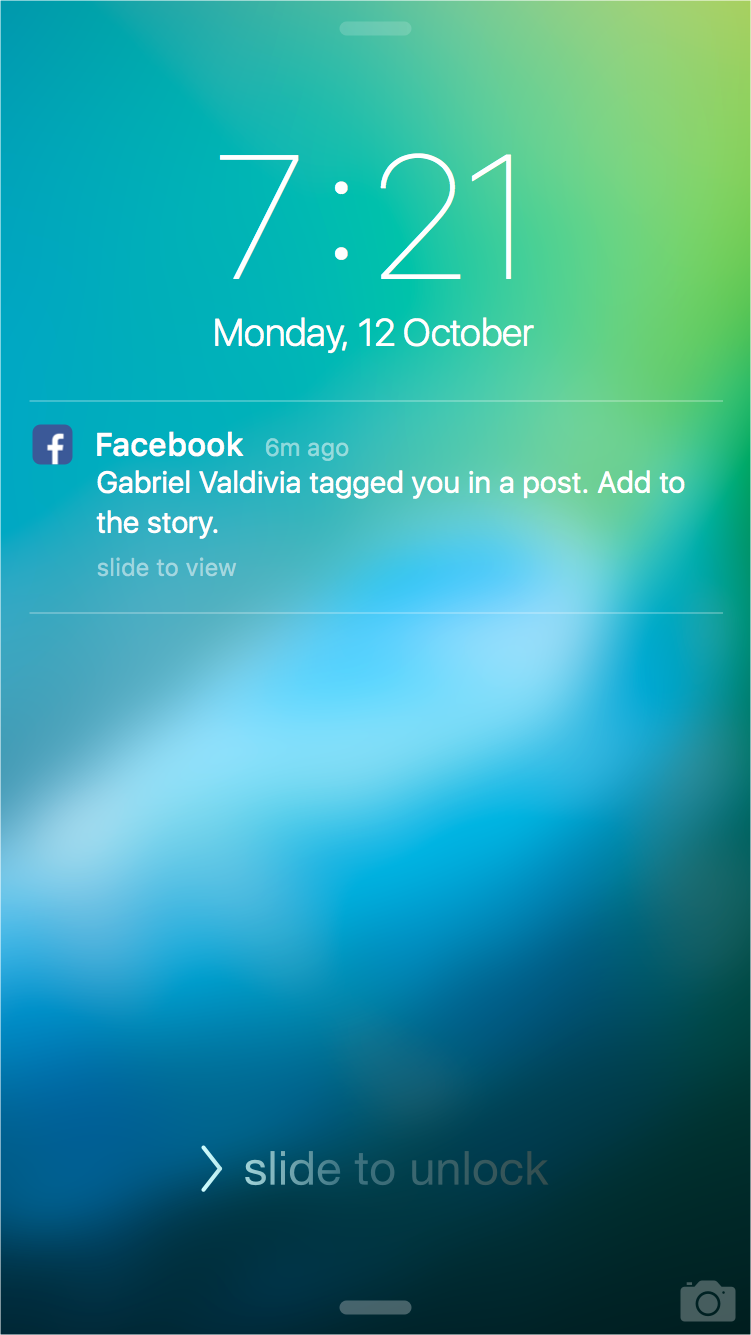 7:21
Monday, 12 October
Facebook 6m ago
Gabriel Valdivia tagged you in a post. Add to
the story.
slide to view
slide to unlock